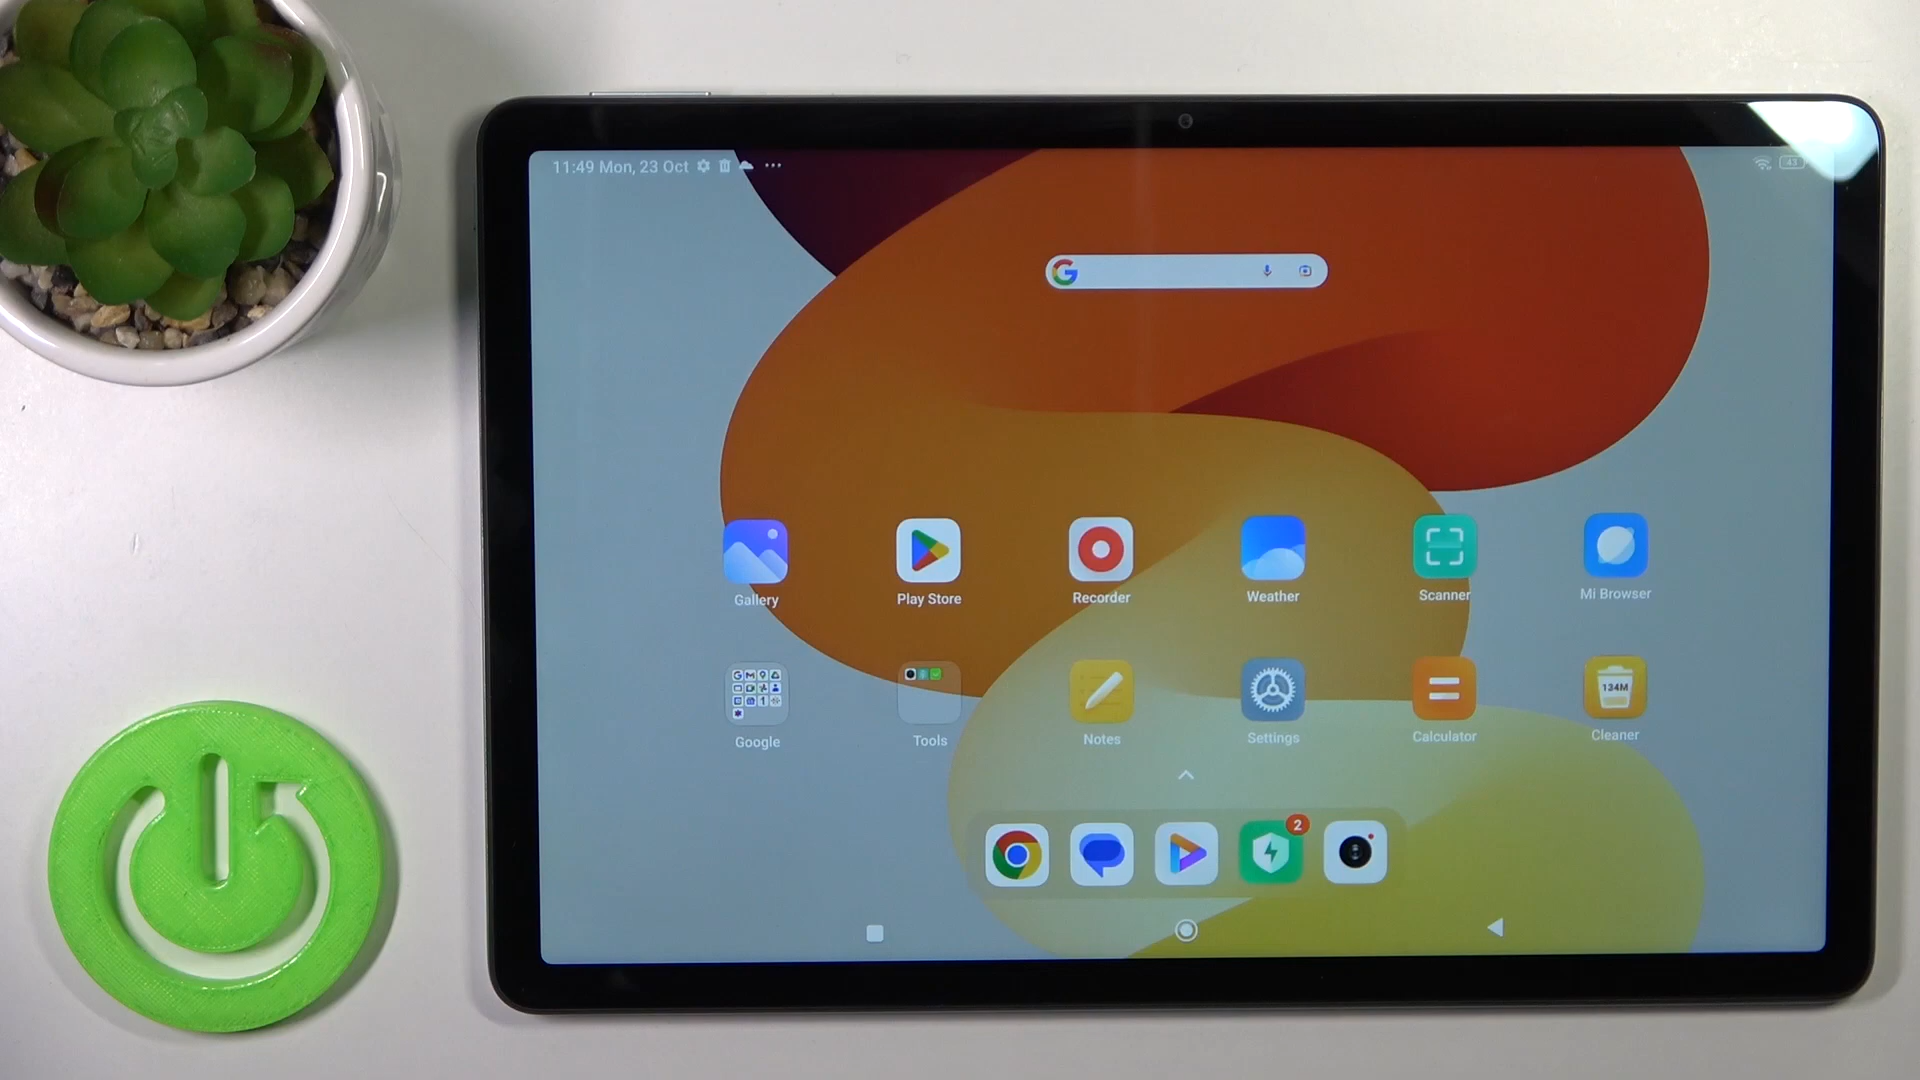 11:49 Mon, 23 Oct
43
Gallery
Play Store
Recorder
Weather
Scanner
Mi Browser
134M
Google
Tools
Notes
Settings
Calculator
Cleaner
2